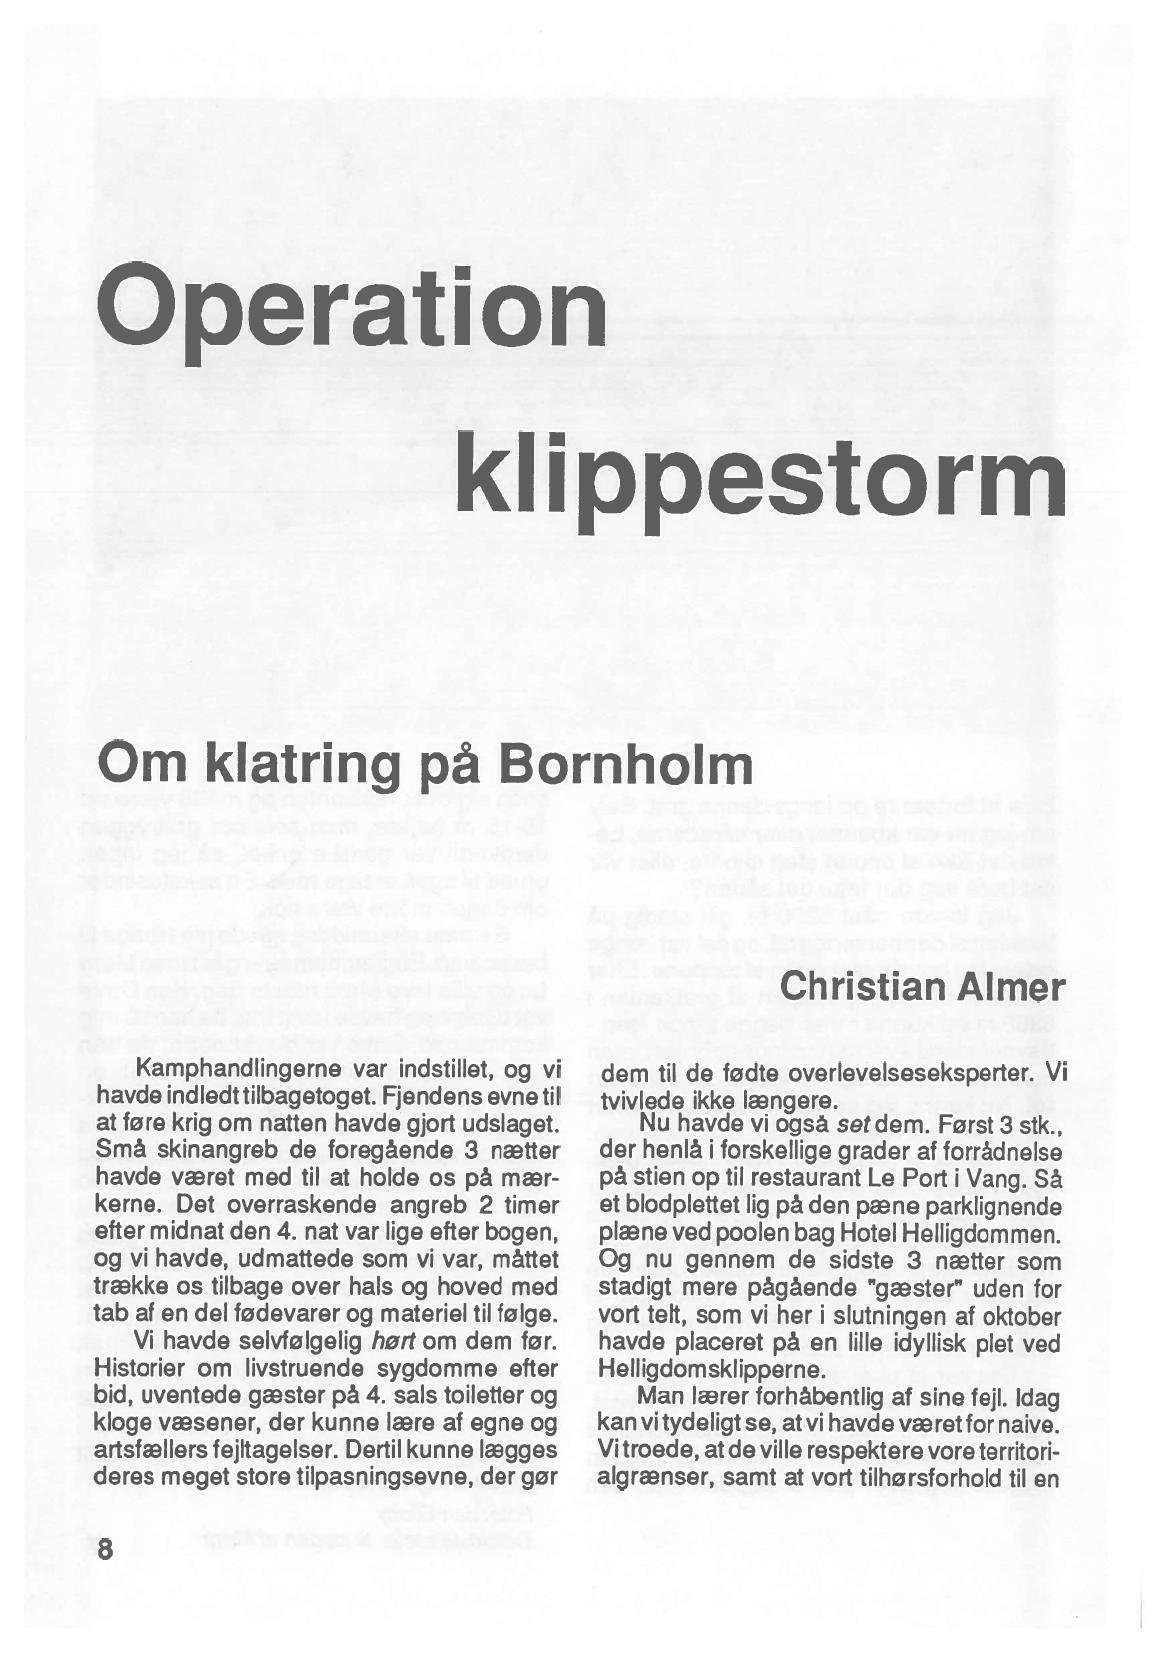 Operation
klippestorm
Om klatring på Bornholm
Christian Almer
Kamphandlingerne var indstillet, og vi
havde indledt tilbagetoget. Fjendens evne til
at føre krig om natten havde gjort udslaget.
Små skinangreb de foregående 3 nætter
havde været med til at holde os på mær-
kerne. Det overraskende angreb 2 timer
efter midnat den 4. nat var lige efter bogen,
og vi havde, udmattede som vi var, måttet
trække os tilbage over hals og hoved med
tab af en del fødevarer og materiel til følge.
Vi havde selvfølgelig hørt om dem før.
Historier om livstruende sygdomme efter
bid, uventede gæster på 4. sals toiletter og
kloge væsener, der kunne lære af egne og
artsfællers fejltagelser. Dertil kunne lægges
deres meget store tilpasningsevne, der gør
dem til de fødte overlevelseseksperter. Vi
tvivlede ikke længere.
Nu havde vi også set dem. Først 3 stk.,
der henlå i forskellige grader af forrådnelse
på stien op til restaurant Le Port i Vang. Så
et blodplettet lig på den pæne parklignende
plæne ved poolen bag Hotel Helligdommen.
Og nu gennem de sidste 3 nætter som
stadigt mere pågående "gæster" uden for
vort telt, som vi her i slutningen af oktober
havde placeret på en lille idyllisk plet ved
Helligdomsklipperne.
Man lærer forhåbentlig af sine fejl. Idag
kan vi tydeligt se, at vi havde været for naive.
Vi troede, at de ville respektere vore territori-
algrænser, samt at vort tilhørsforhold til en
8